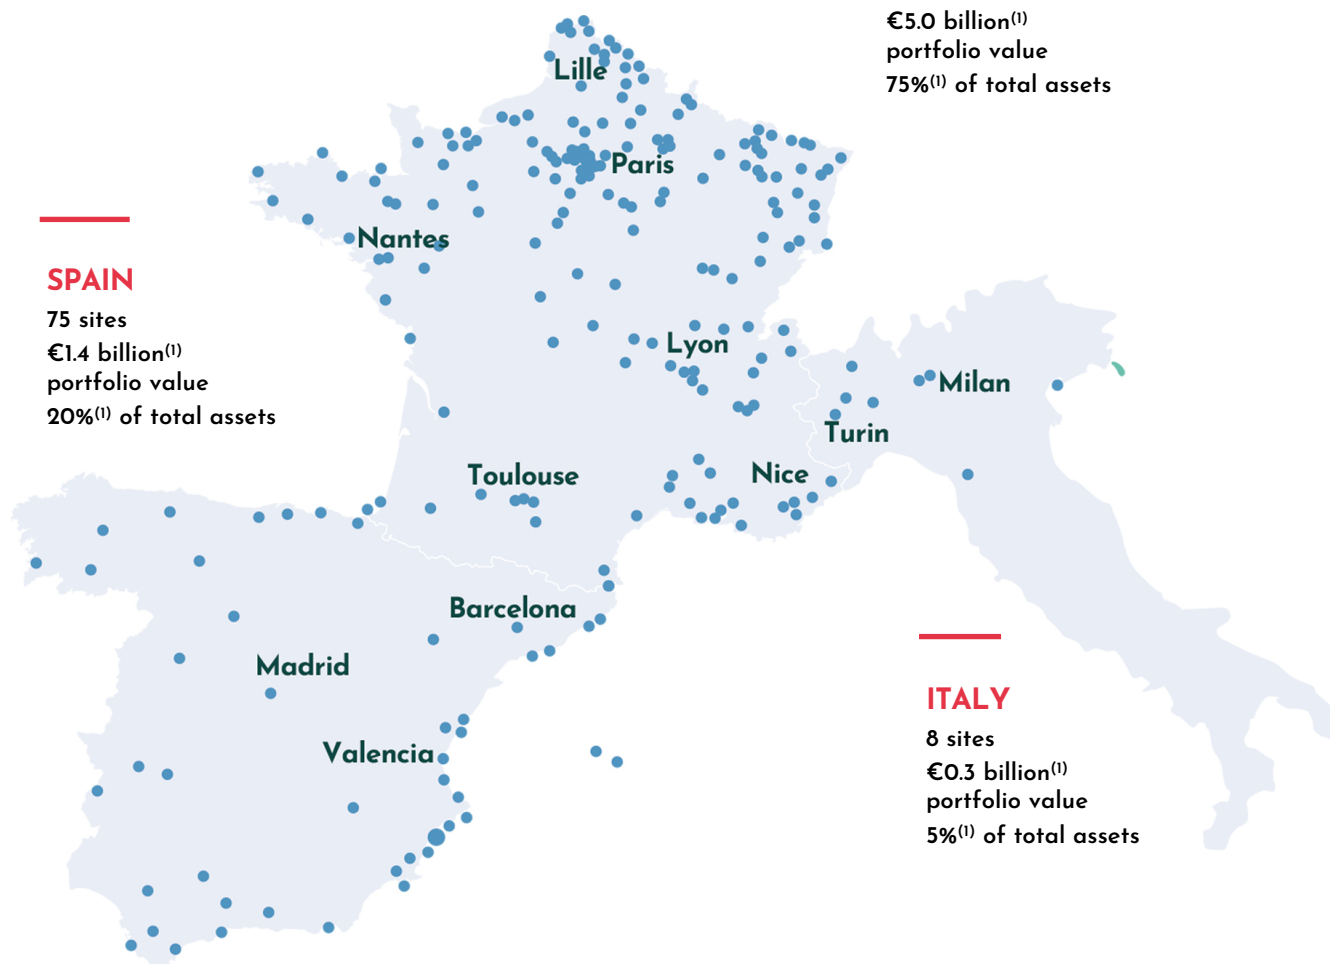 €5.0 billion⁽¹⁾
portfolio value
75%⁽¹⁾ of total assets
Lille
Paris
Nantes
SPAIN
75 sites
€1.4 billion⁽¹⁾
portfolio value
20%⁽¹⁾ of total assets
Lyon
Milan
Turin
Toulouse
Nice
Barcelona
Madrid
Valencia
ITALY
8 sites
€0.3 billion⁽¹⁾
portfolio value
5%⁽¹⁾ of total assets